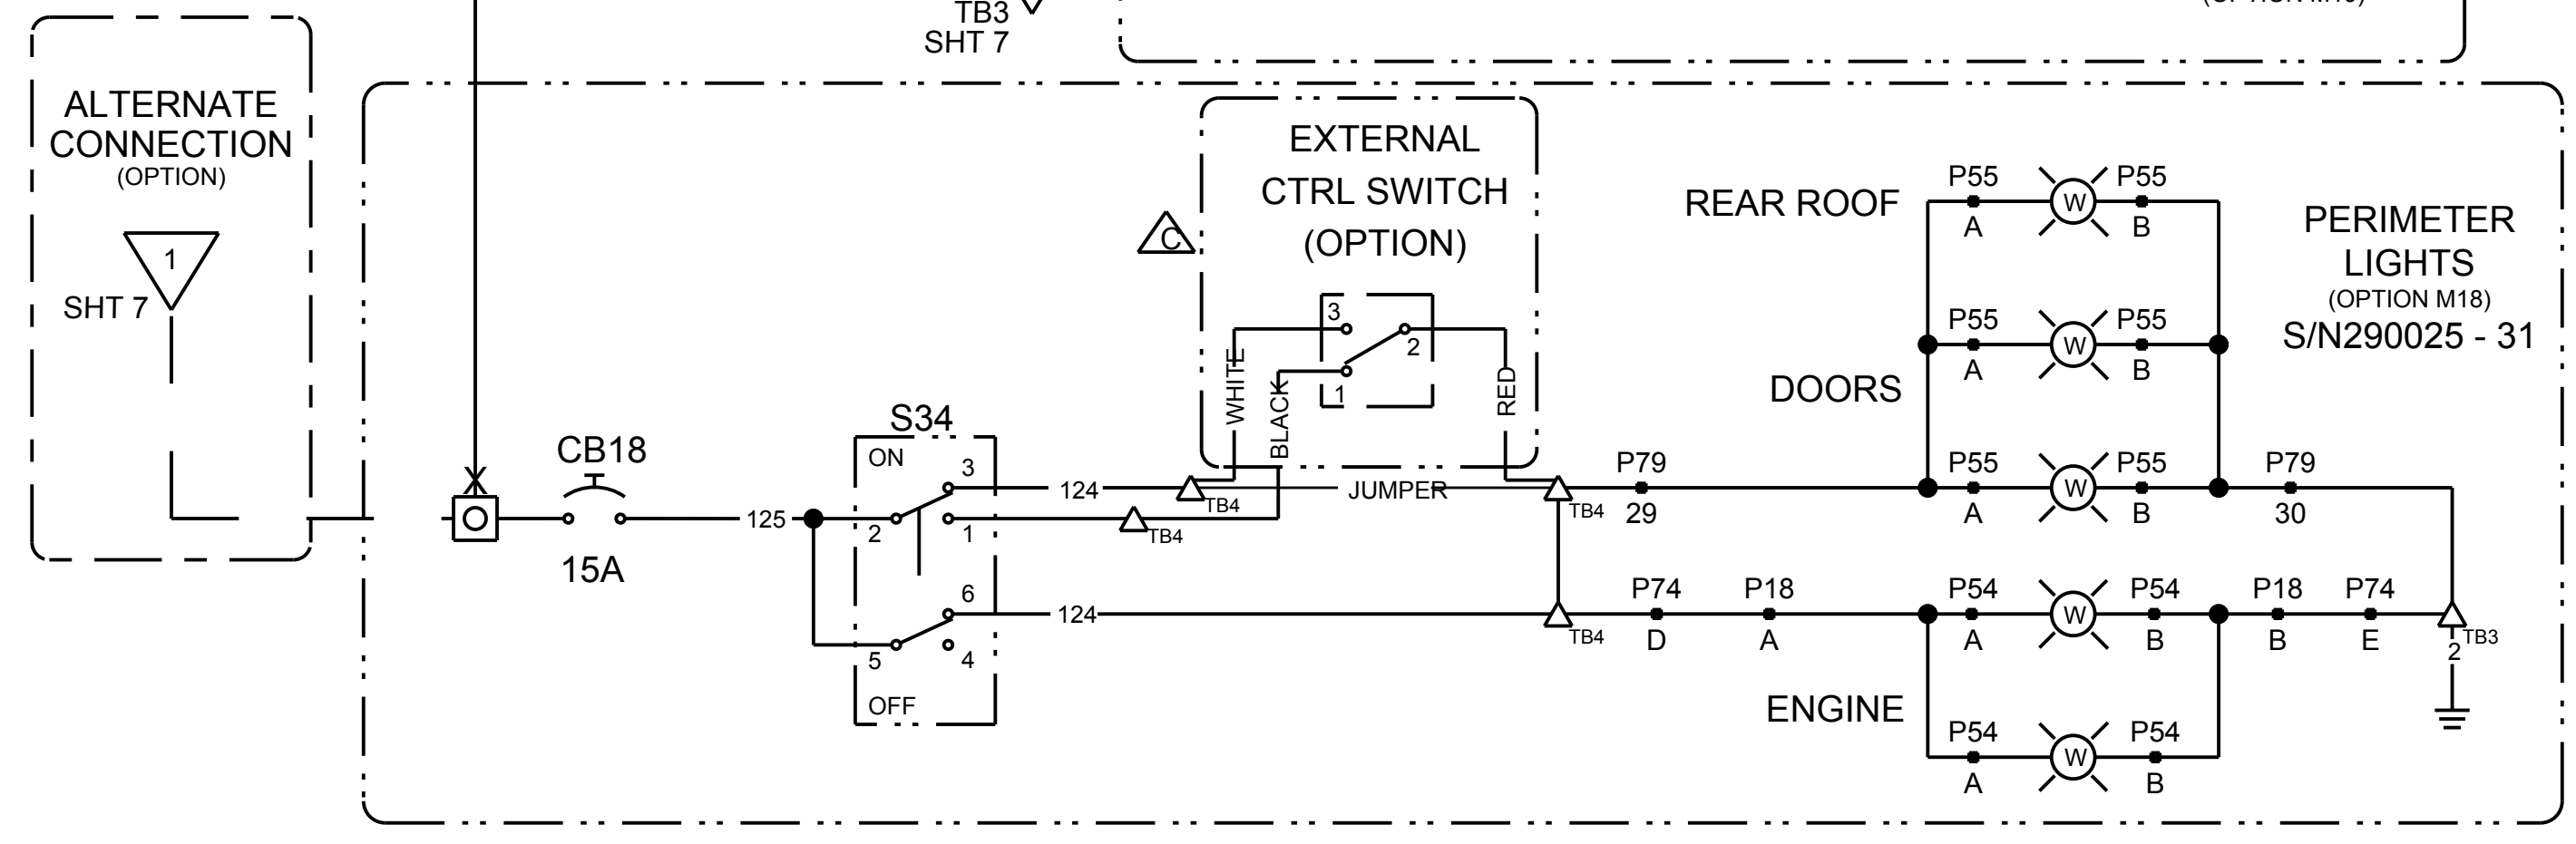 TB3
SHT 7
ALTERNATE
CONNECTION
(OPTION)
1
SHT 7
X
CB18
15A
125
S34
ON
3
2
1
6
5
4
OFF
124
124
TB4
TB4
C
EXTERNAL
CTRL SWITCH
(OPTION)
3
2
1
WHITE
BLACK
RED
JUMPER
TB4
TB4
P79
29
P74
D
P18
A
REAR ROOF
DOORS
ENGINE
P55 W P55
A B
P55 W P55
A B
P55 W P55
A B
P79
30
P54 W P54
A B
P18
B
P74
E
P54 W P54
A B
TB3
2
PERIMETER
LIGHTS
(OPTION M18)
S/N290025 - 31